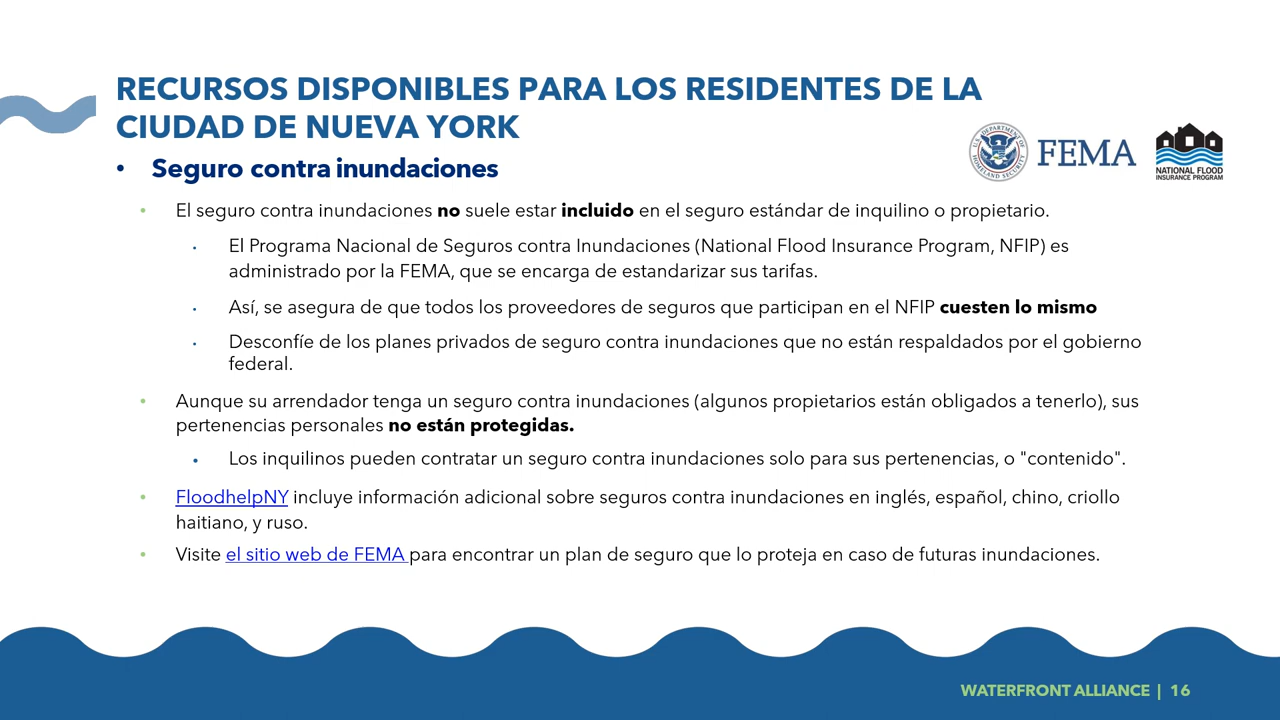 RECURSOS DISPONIBLES PARA LOS RESIDENTES DE LA
CIUDAD DE NUEVA YORK
U.S. DEPARTMENT OF HOMELAND SECURITY
FEMA
NATIONAL FLOOD
INSURANCE PROGRAM
• Seguro contra inundaciones
• El seguro contra inundaciones no suele estar incluido en el seguro estándar de inquilino o propietario.
• El Programa Nacional de Seguros contra Inundaciones (National Flood Insurance Program, NFIP) es
administrado por la FEMA, que se encarga de estandarizar sus tarifas.
• Así, se asegura de que todos los proveedores de seguros que participan en el NFIP cuesten lo mismo
• Desconfíe de los planes privados de seguro contra inundaciones que no están respaldados por el gobierno
federal.
• Aunque su arrendador tenga un seguro contra inundaciones (algunos propietarios están obligados a tenerlo), sus
pertenencias personales no están protegidas.
• Los inquilinos pueden contratar un seguro contra inundaciones solo para sus pertenencias, o "contenido".
• FloodhelpNY incluye información adicional sobre seguros contra inundaciones en inglés, español, chino, criollo
haitiano, y ruso.
• Visite el sitio web de FEMA para encontrar un plan de seguro que lo proteja en caso de futuras inundaciones.
WATERFRONT ALLIANCE | 16